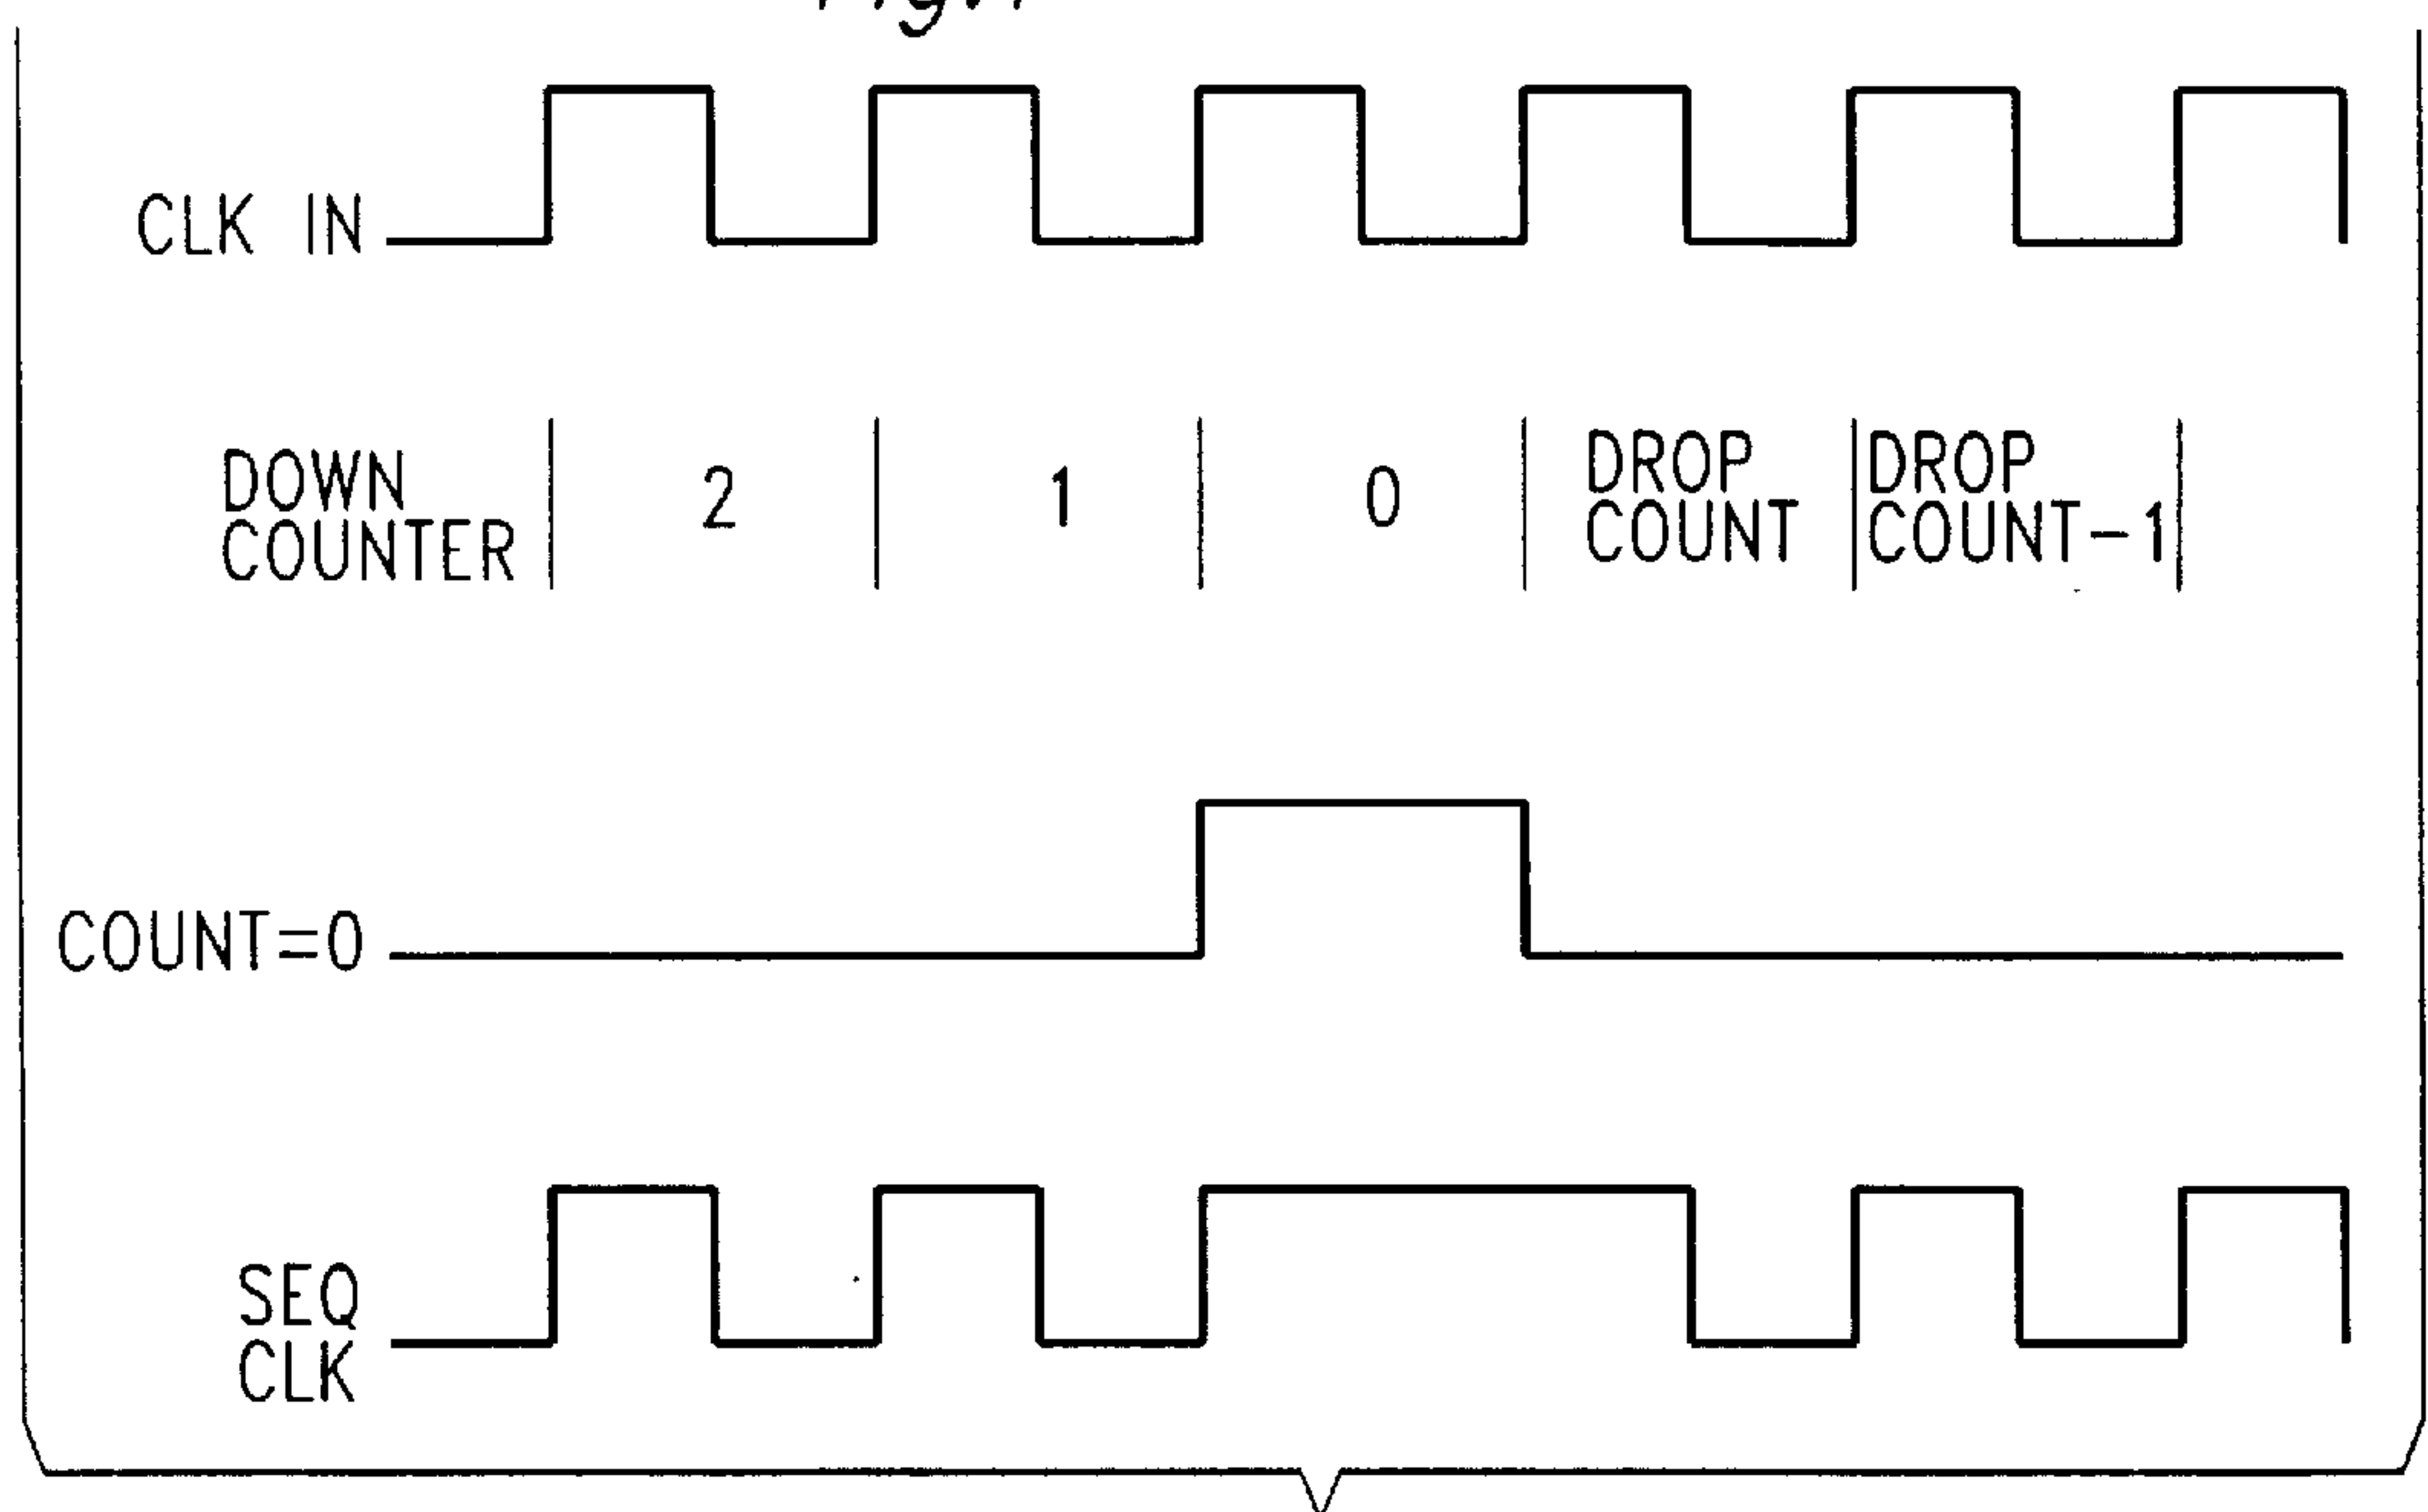 CLK IN
DOWN
COUNTER
2
1
0
DROP
COUNT
DROP
COUNT-1
COUNT=0
SEQ
CLK